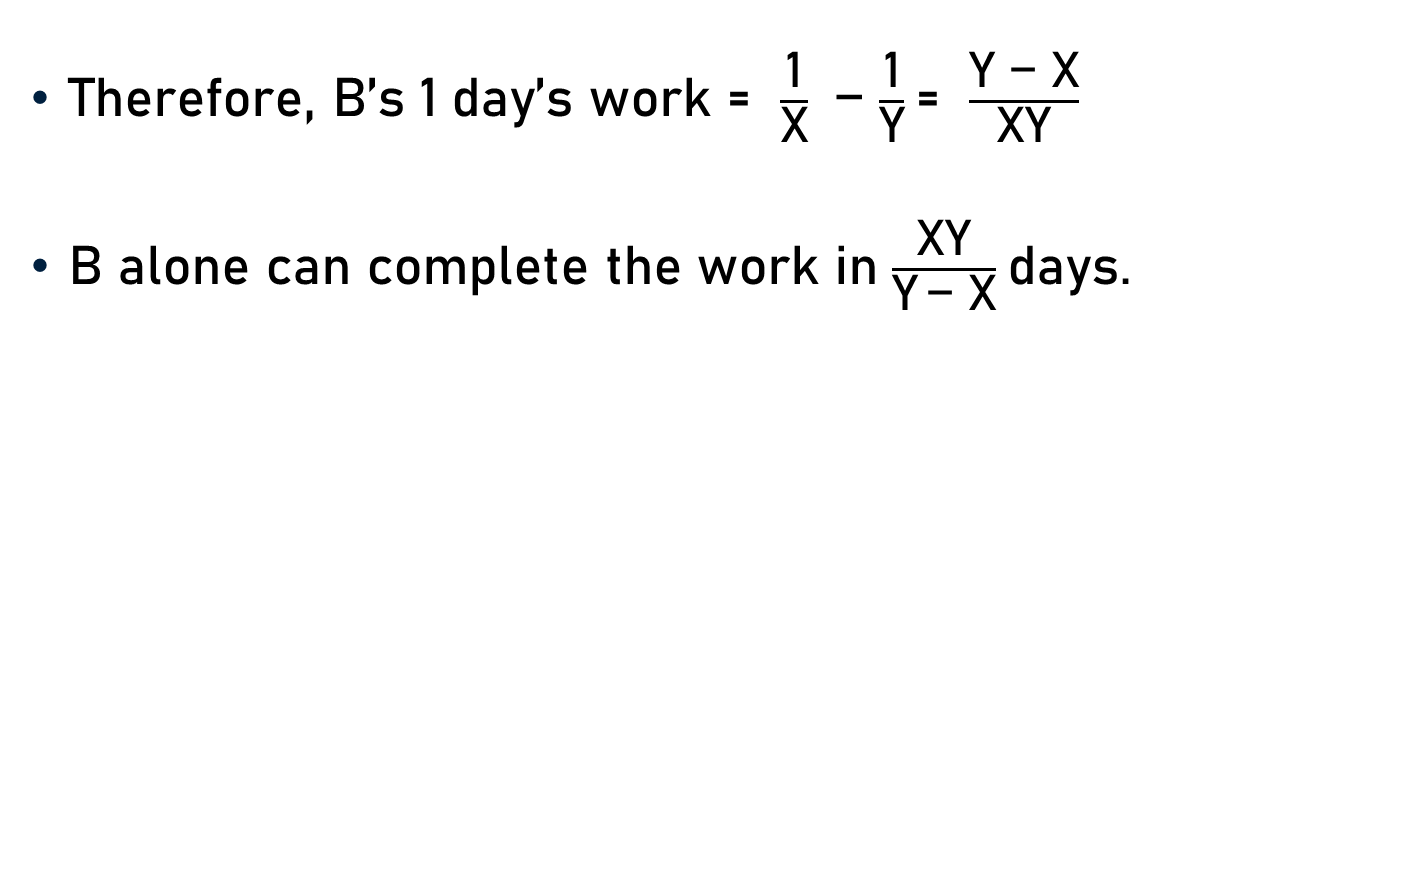 • Therefore, B’s 1 day’s work = 1/X − 1/Y = Y − X/XY
• B alone can complete the work in XY/Y − X days.